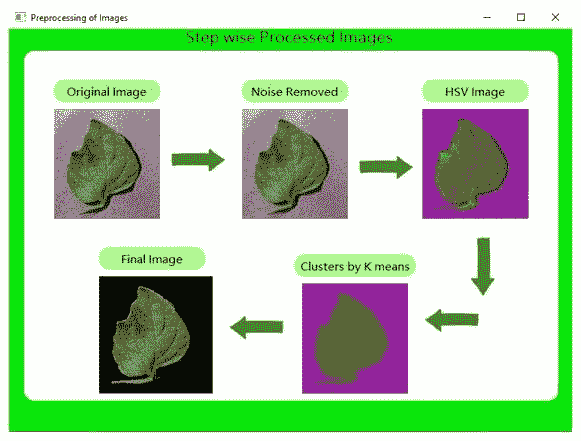 Preprocessing of Images
Step wise Processed Images
Original Image
Noise Removed
HSV Image
Final Image
Clusters by K means